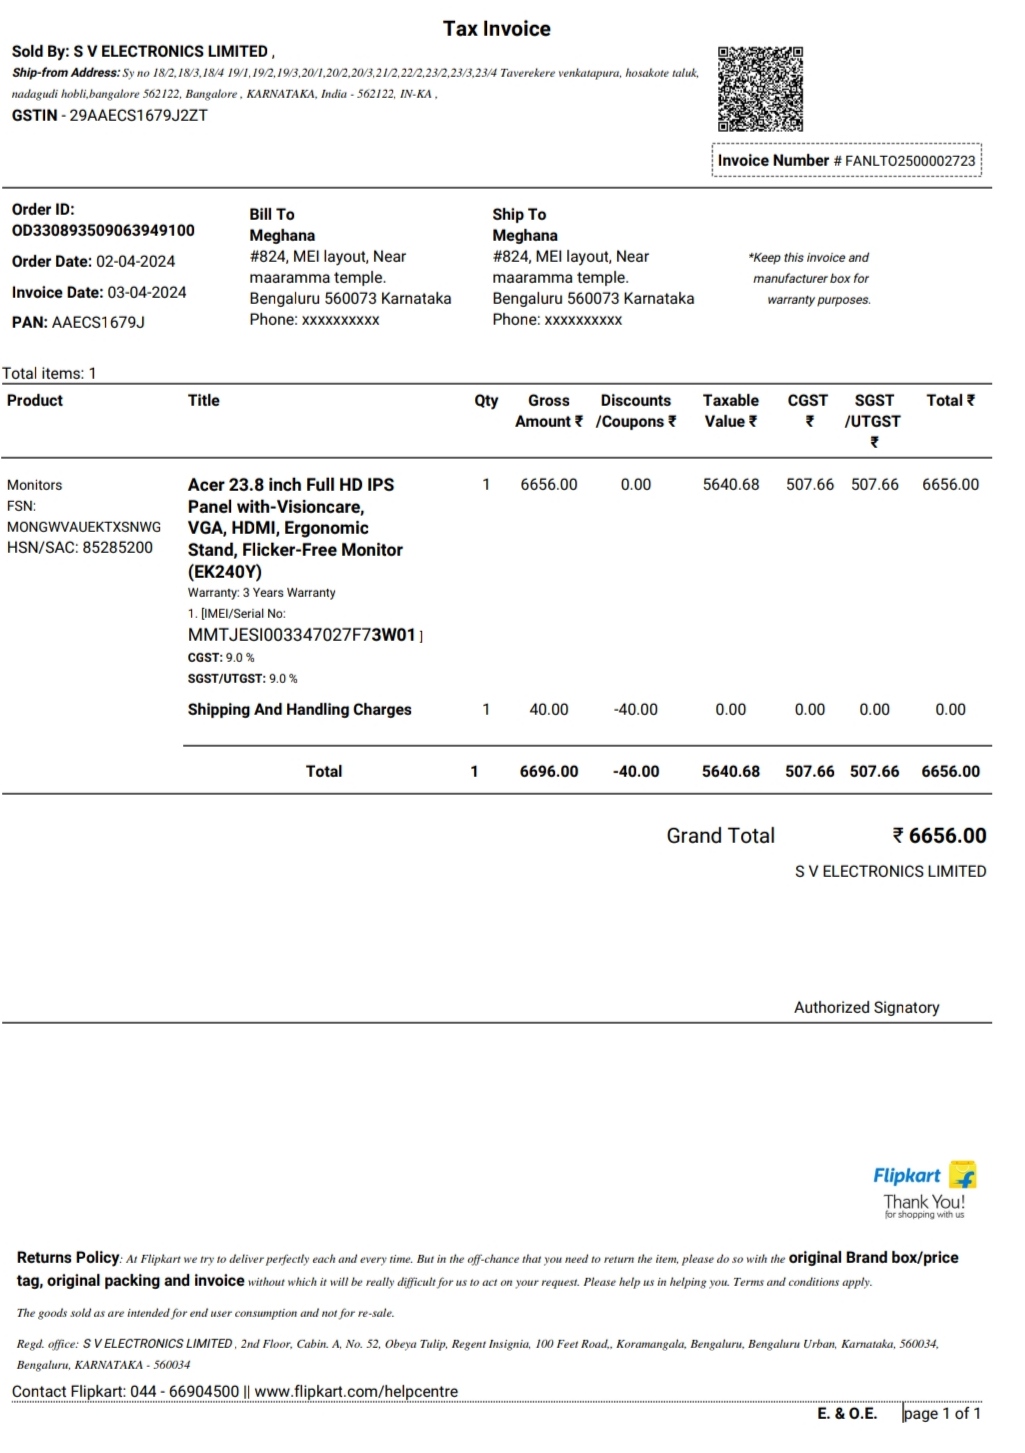 Tax Invoice
Sold By: S V ELECTRONICS LIMITED ,
Ship-from Address: Sy no 18/2,18/3,18/4 19/1,19/2,19/3,20/1,20/2,20/3,21/2,22/2,23/2,23/3,23/4 Taverekere venkatapura, hosakote taluk,
nadagudi hobli,bangalore 562122, Bangalore , KARNATAKA, India - 562122, IN-KA ,
GSTIN - 29AAECS1679J2ZT
Invoice Number # FANLTO2500002723
Order ID:
OD330893509063949100
Order Date: 02-04-2024
Invoice Date: 03-04-2024
PAN: AAECS1679J
Bill To
Meghana
#824, MEI layout, Near
maaramma temple.
Bengaluru 560073 Karnataka
Phone: xxxxxxxxxx
Ship To
Meghana
#824, MEI layout, Near
maaramma temple.
Bengaluru 560073 Karnataka
Phone: xxxxxxxxxx
*Keep this invoice and
manufacturer box for
warranty purposes.
Total items: 1
Product Title Qty Gross Amount ₹ Discounts /Coupons ₹ Taxable Value ₹ CGST ₹ SGST /UTGST ₹ Total ₹
Monitors
FSN:
MONGWVAUEKTXSNWG
HSN/SAC: 85285200
Acer 23.8 inch Full HD IPS
Panel with-Visioncare,
VGA, HDMI, Ergonomic
Stand, Flicker-Free Monitor
(EK240Y)
Warranty: 3 Years Warranty
1. [IMEI/Serial No:
MMTJESI003347027F73W01 ]
CGST: 9.0 %
SGST/UTGST: 9.0 %
1 6656.00 0.00 5640.68 507.66 507.66 6656.00
Shipping And Handling Charges 1 40.00 -40.00 0.00 0.00 0.00 0.00
Total 1 6696.00 -40.00 5640.68 507.66 507.66 6656.00
Grand Total ₹ 6656.00
S V ELECTRONICS LIMITED
Authorized Signatory
Flipkart
Thank You!
for shopping with us
Returns Policy: At Flipkart we try to deliver perfectly each and every time. But in the off-chance that you need to return the item, please do so with the original Brand box/price
tag, original packing and invoice without which it will be really difficult for us to act on your request. Please help us in helping you. Terms and conditions apply.
The goods sold as are intended for end user consumption and not for re-sale.
Regd. office: S V ELECTRONICS LIMITED , 2nd Floor, Cabin. A, No. 52, Obeya Tulip, Regent Insignia, 100 Feet Road,, Koramangala, Bengaluru, Bengaluru Urban, Karnataka, 560034,
Bengaluru, KARNATAKA - 560034
Contact Flipkart: 044 - 66904500 || www.flipkart.com/helpcentre
E. & O.E. page 1 of 1